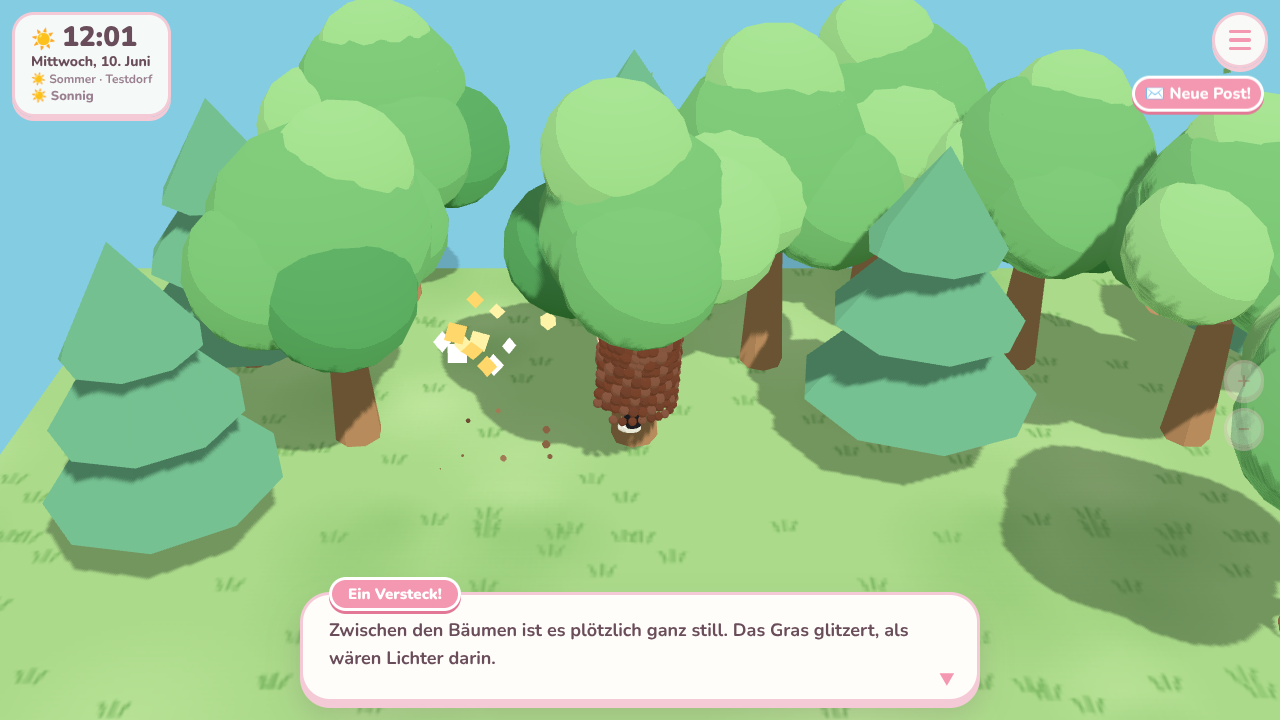 12:01
Mittwoch, 10. Juni
Sommer · Testdorf
Sonnig
Neue Post!
Ein Versteck!
Zwischen den Bäumen ist es plötzlich ganz still. Das Gras glitzert, als
wären Lichter darin.